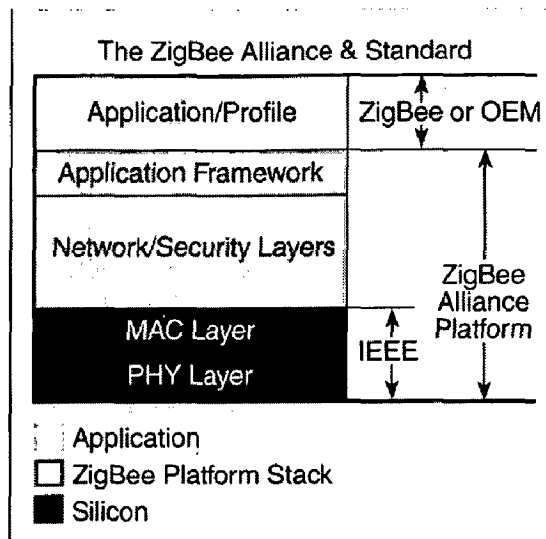 The ZigBee Alliance & Standard
Application/Profile
ZigBee or OEM
Application Framework
Network/Security Layers
ZigBee
Alliance
Platform
MAC Layer
IEEE
PHY Layer
Application
ZigBee Platform Stack
Silicon